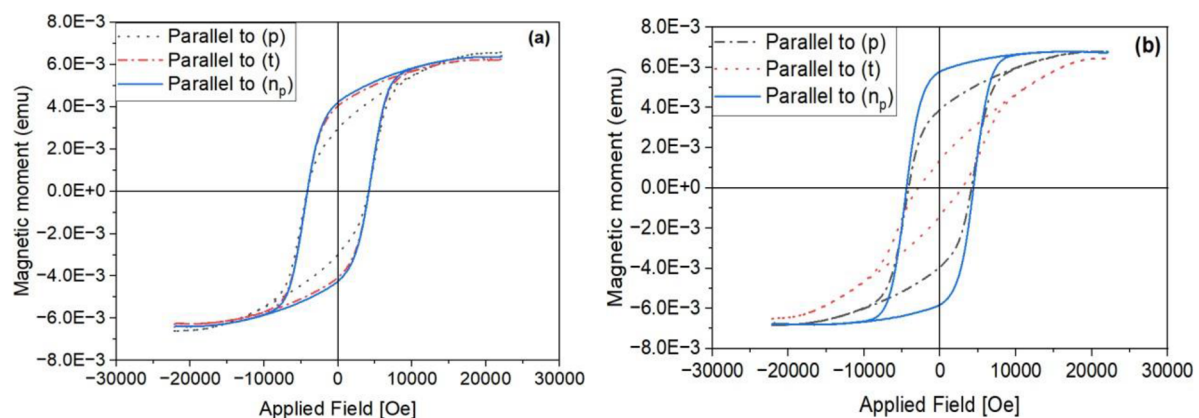 (a)
Parallel to (p)
Parallel to (t)
Parallel to (nₚ)
8.0E−3
6.0E−3
4.0E−3
2.0E−3
0.0E+0
−2.0E−3
−4.0E−3
−6.0E−3
−8.0E−3
Magnetic moment (emu)
−30000 −20000 −10000 0 10000 20000 30000
Applied Field [Oe]
(b)
Parallel to (p)
Parallel to (t)
Parallel to (nₚ)
8.0E−3
6.0E−3
4.0E−3
2.0E−3
0.0E+0
−2.0E−3
−4.0E−3
−6.0E−3
−8.0E−3
Magnetic moment (emu)
−30000 −20000 −10000 0 10000 20000 30000
Applied Field [Oe]